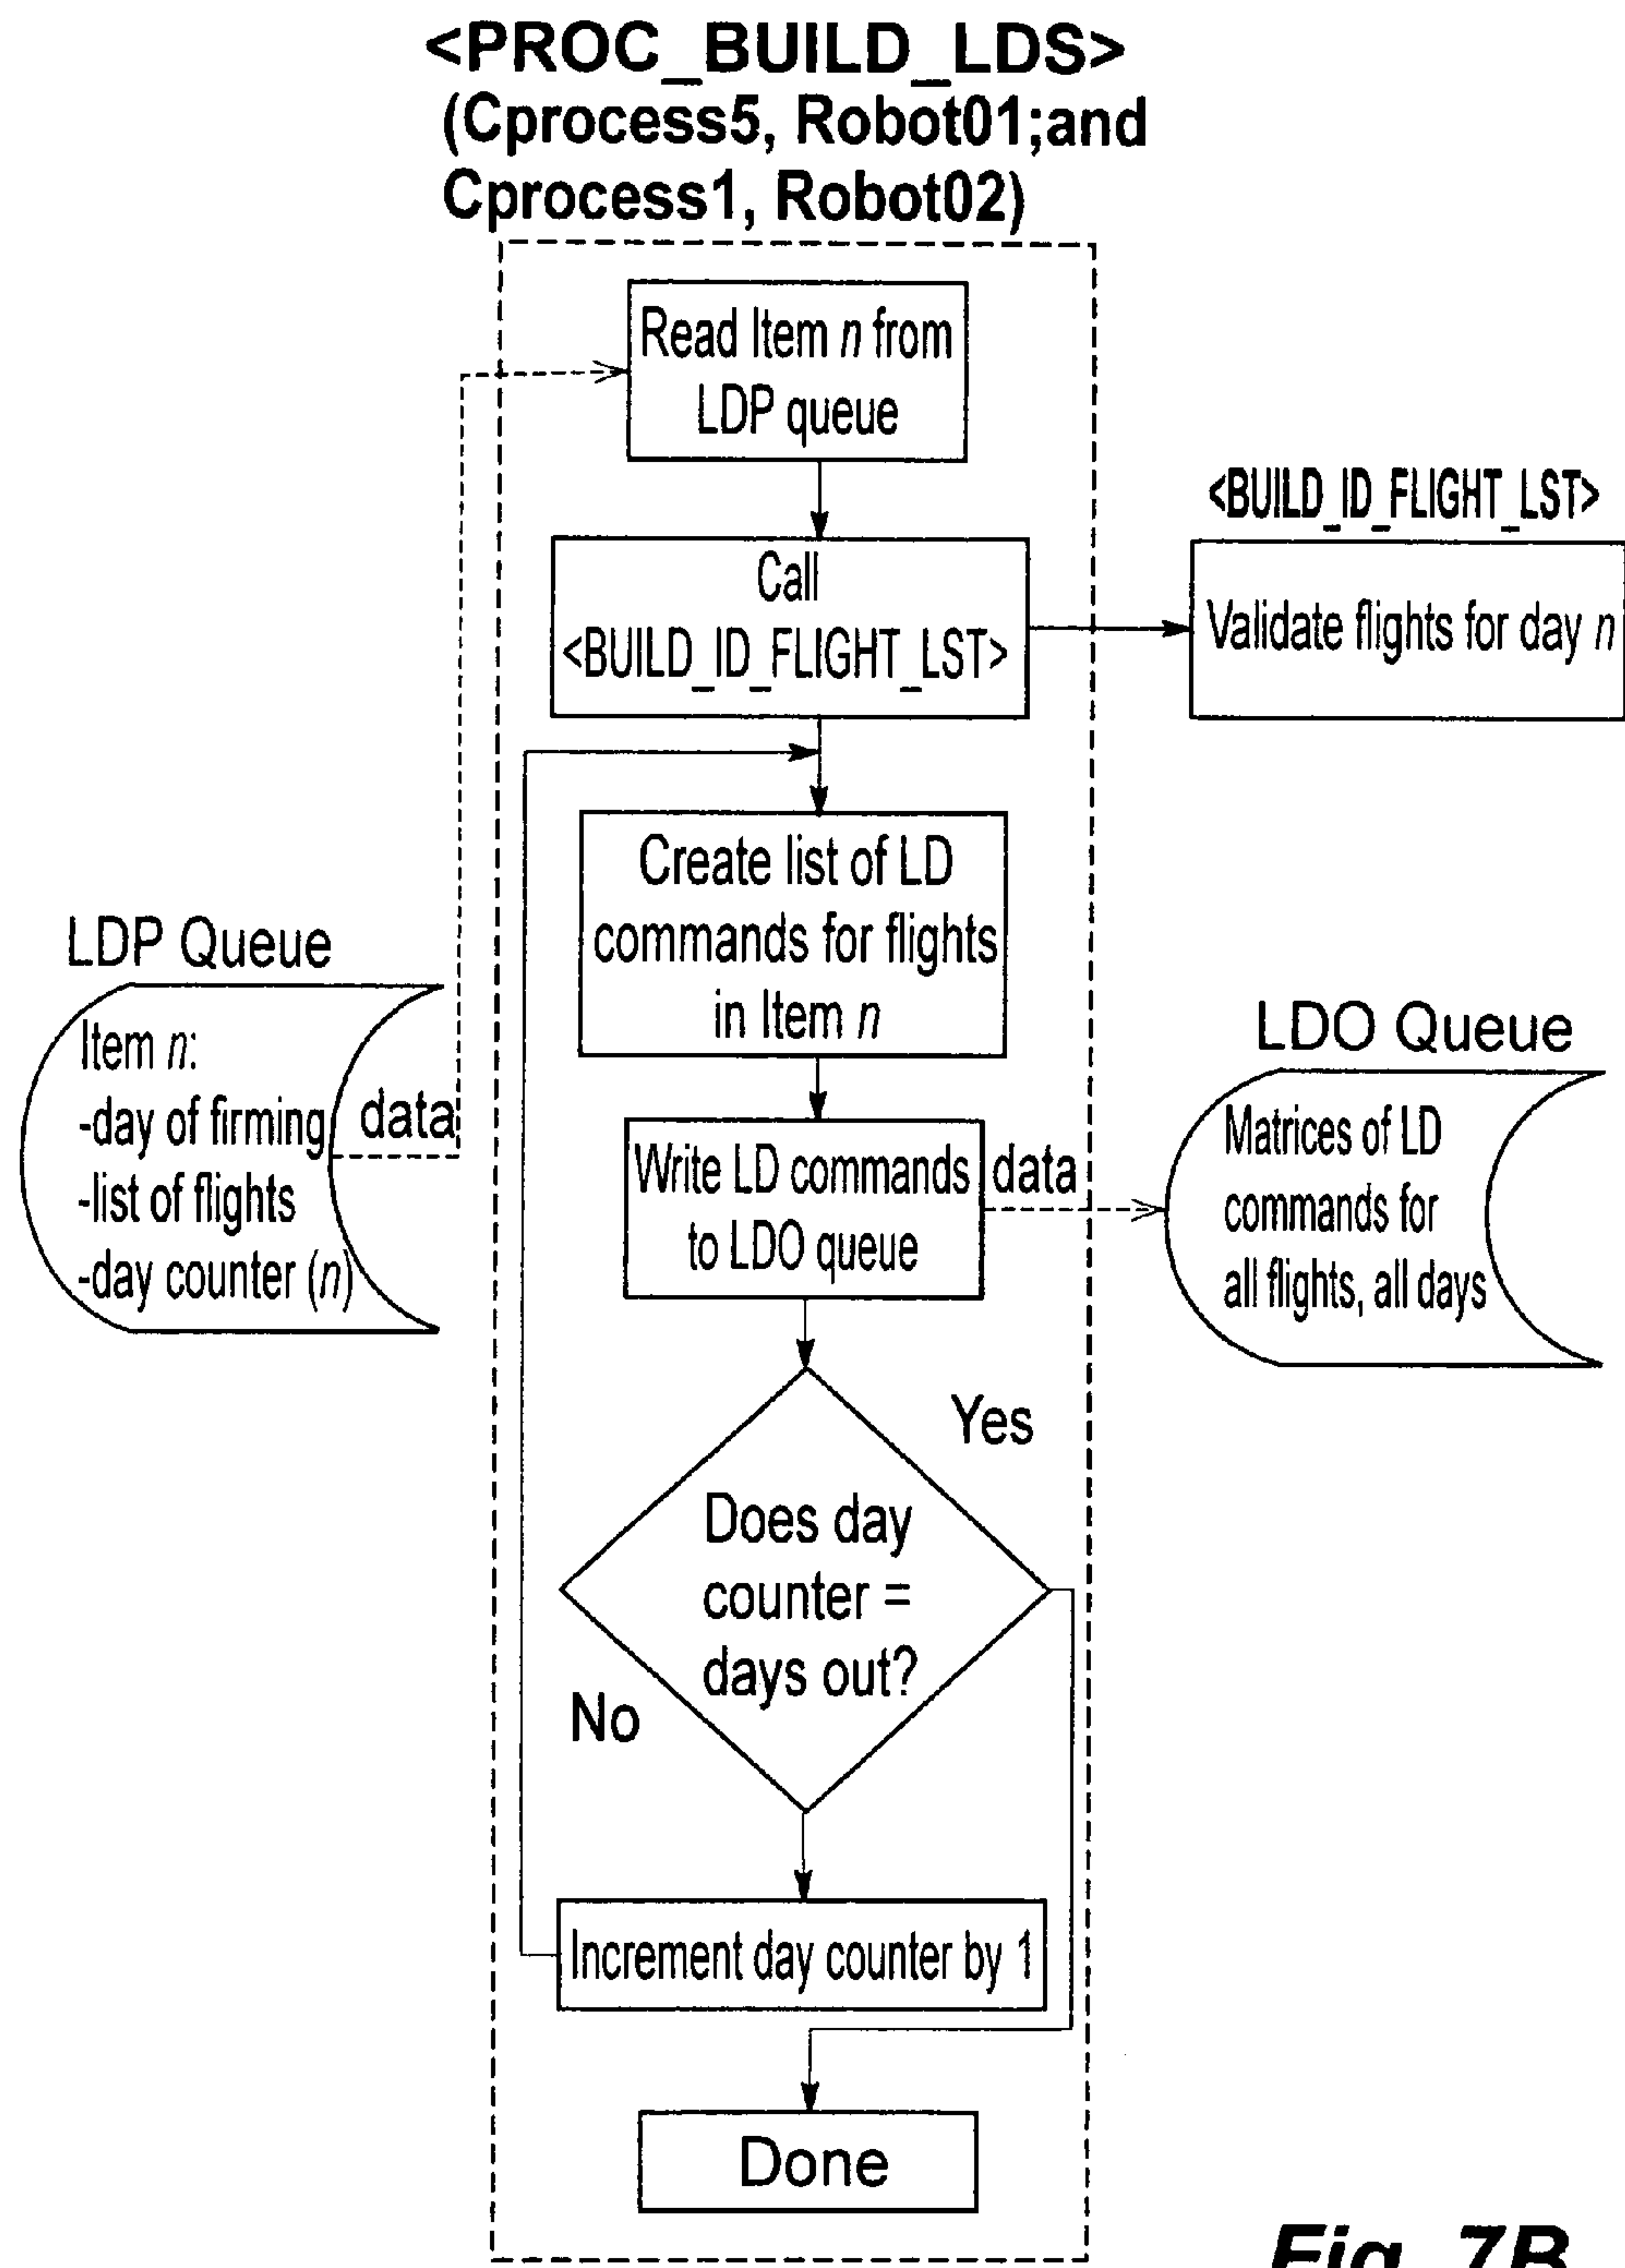 <PROC_BUILD_LDS>
(Cprocess5, Robot01;and
Cprocess1, Robot02)
Read Item n from
LDP queue
Call
<BUILD_ID_FLIGHT_LST>
<BUILD_ID_FLIGHT_LST>
Validate flights for day n
Create list of LD
commands for flights
in Item n
LDP Queue
Item n:
-day of firming
-list of flights
-day counter (n)
data
Write LD commands
to LDO queue
data
LDO Queue
Matrices of LD
commands for
all flights, all days
Does day
counter =
days out?
Yes
No
Increment day counter by 1
Done
Fig. 7B